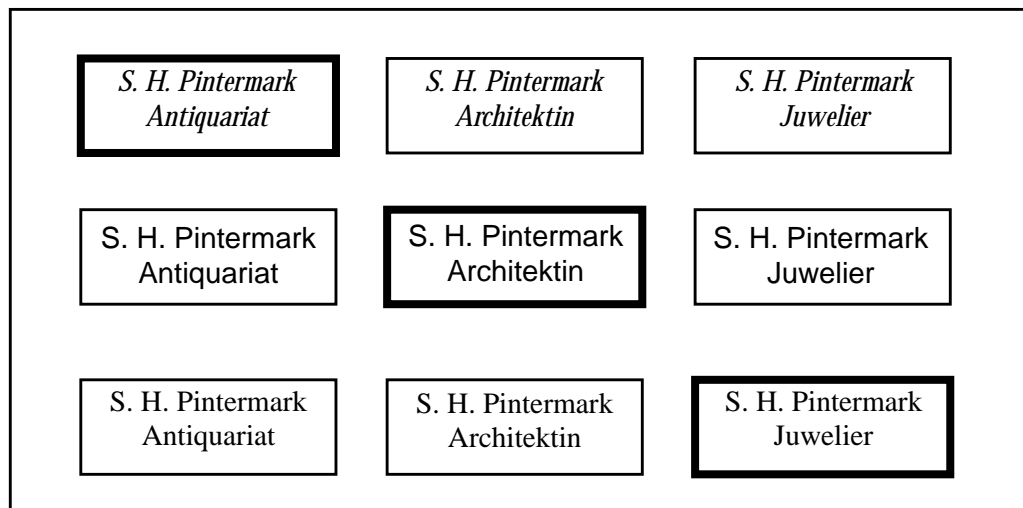 S. H. Pintermark
Antiquariat
S. H. Pintermark
Architektin
S. H. Pintermark
Juwelier
S. H. Pintermark
Antiquariat
S. H. Pintermark
Architektin
S. H. Pintermark
Juwelier
S. H. Pintermark
Antiquariat
S. H. Pintermark
Architektin
S. H. Pintermark
Juwelier